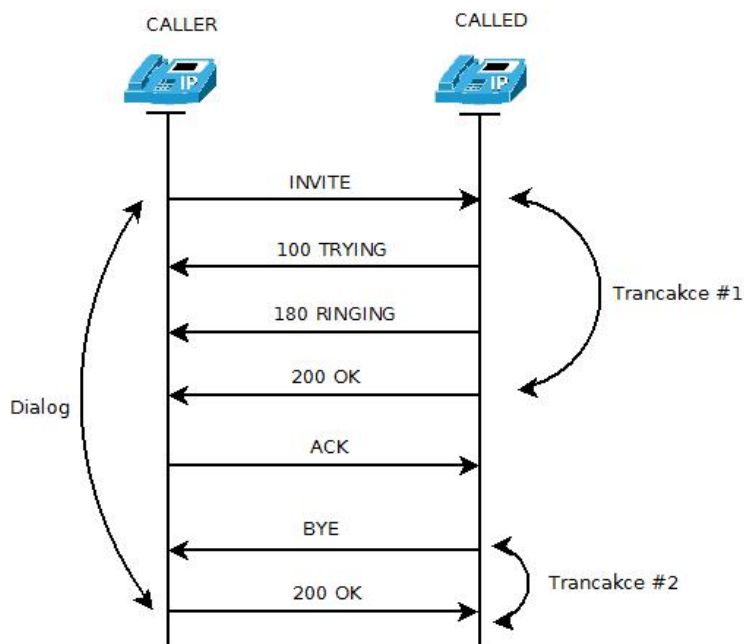 CALLER
CALLED
IP
IP
INVITE
100 TRYING
Trancakce #1
180 RINGING
200 OK
Dialog
ACK
BYE
Trancakce #2
200 OK